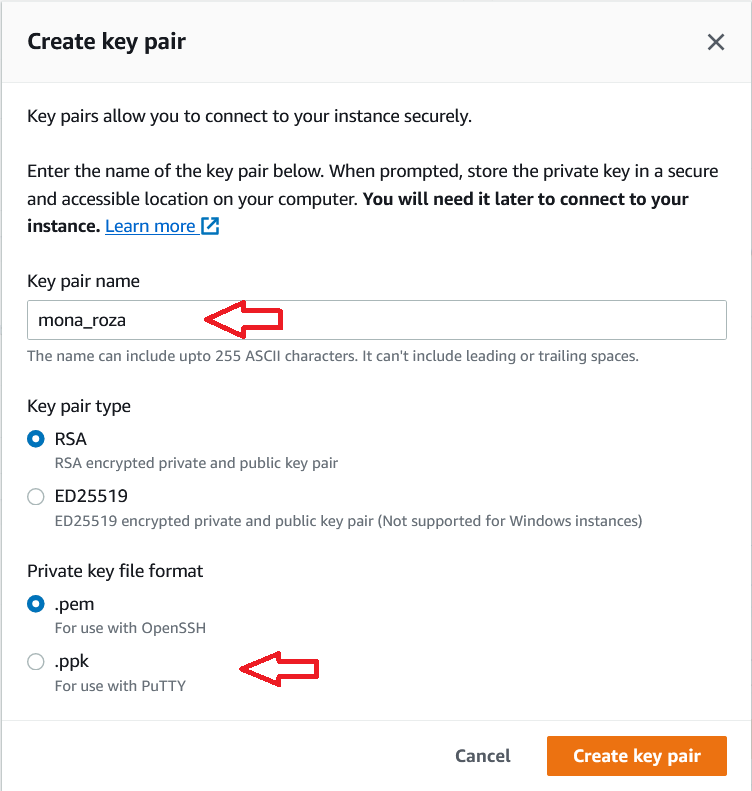 Create key pair
Key pairs allow you to connect to your instance securely.
Enter the name of the key pair below. When prompted, store the private key in a secure
and accessible location on your computer. You will need it later to connect to your
instance. Learn more
Key pair name
mona_roza
The name can include upto 255 ASCII characters. It can't include leading or trailing spaces.
Key pair type
RSA
RSA encrypted private and public key pair
ED25519
ED25519 encrypted private and public key pair (Not supported for Windows instances)
Private key file format
.pem
For use with OpenSSH
.ppk
For use with PuTTY
Cancel
Create key pair